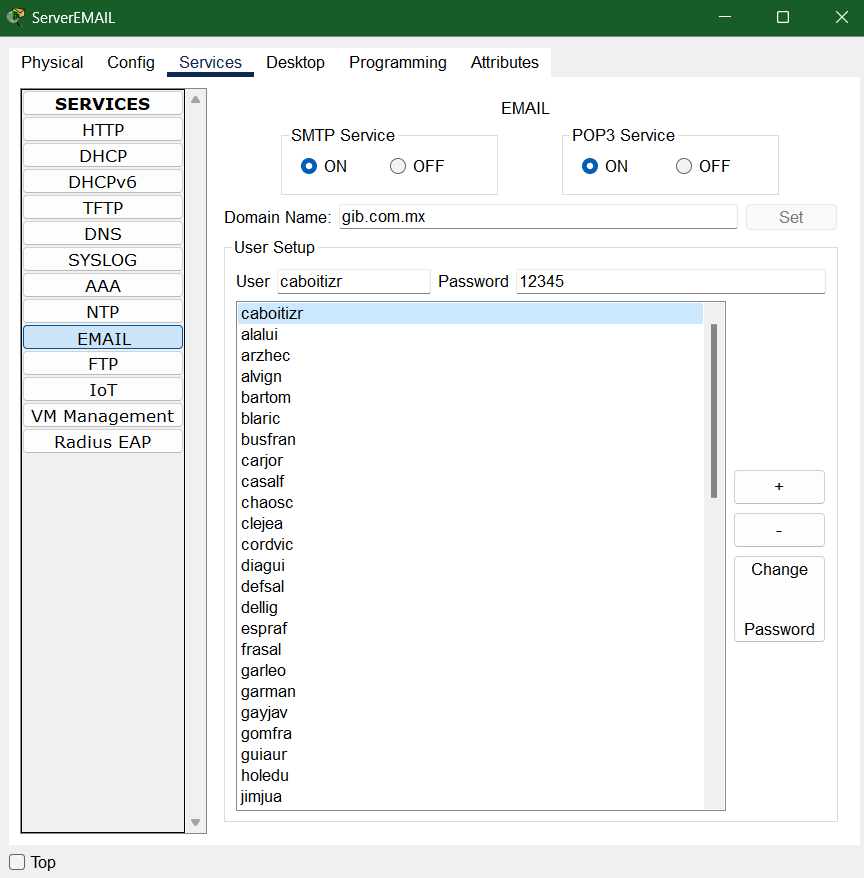 ServerEMAIL
Physical Config Services Desktop Programming Attributes
SERVICES
HTTP
DHCP
DHCPv6
TFTP
DNS
SYSLOG
AAA
NTP
EMAIL
FTP
IoT
VM Management
Radius EAP
EMAIL
SMTP Service
ON OFF
POP3 Service
ON OFF
Domain Name: gib.com.mx Set
User Setup
User caboitizr Password 12345
caboitizr
alalui
arzhec
alvign
bartom
blaric
busfran
carjor
casalf
chaosc
clejea
cordvic
diagui
defsal
dellig
espraf
frasal
garleo
garman
gayjav
gomfra
guiaur
holedu
jimjua
+
-
Change
Password
Top